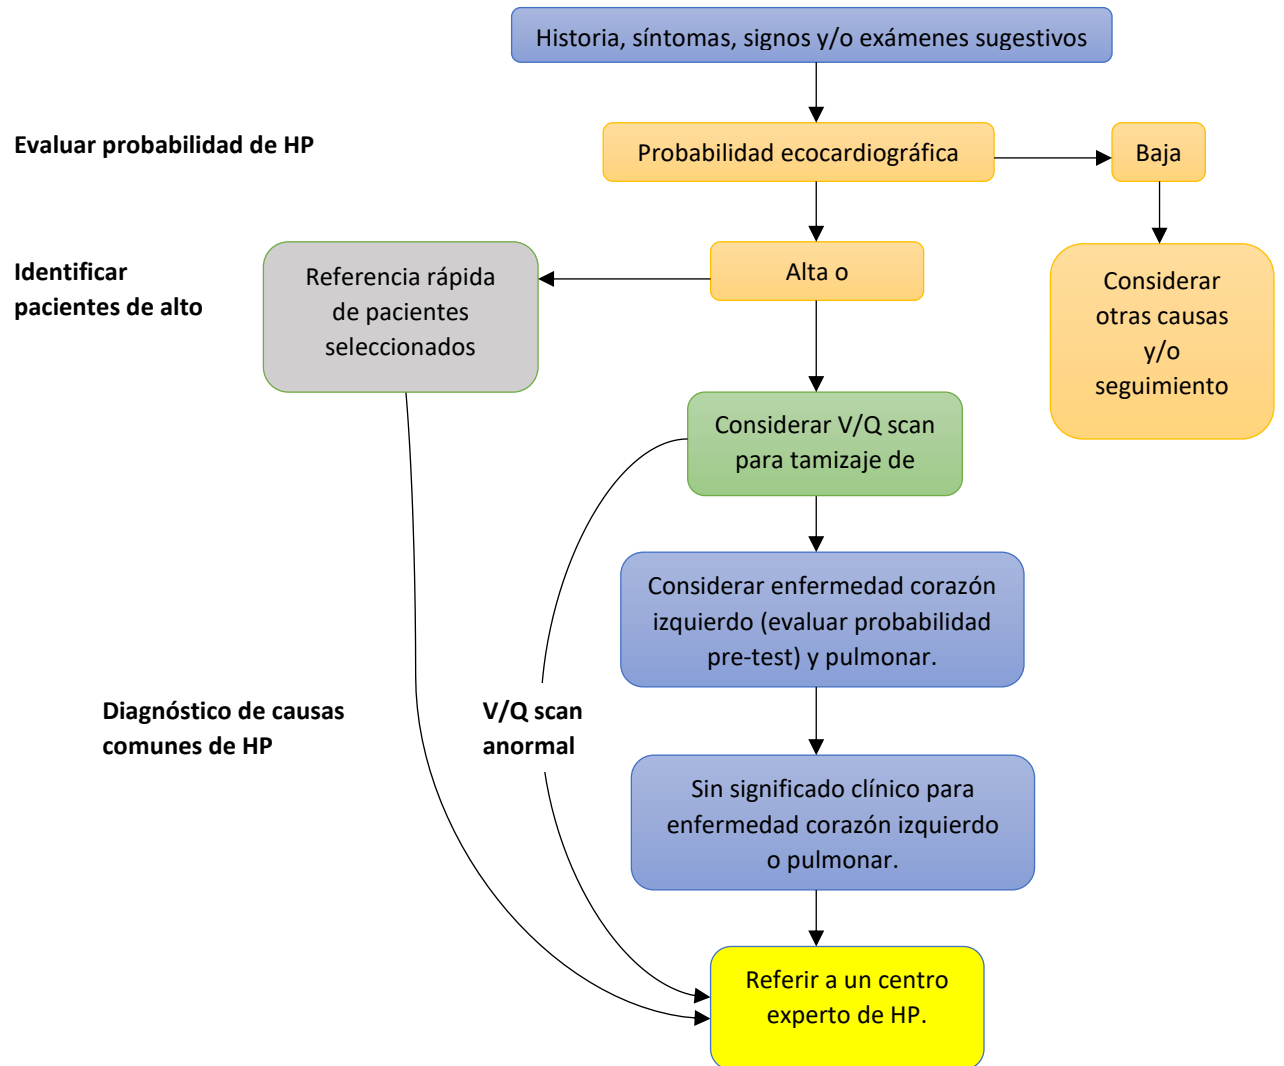 Historia, síntomas, signos y/o exámenes sugestivos
Evaluar probabilidad de HP
Probabilidad ecocardiográfica
Baja
Identificar
pacientes de alto
Referencia rápida
de pacientes
seleccionados
Alta o
Considerar
otras causas
y/o
seguimiento
Considerar V/Q scan
para tamizaje de
Considerar enfermedad corazón
izquierdo (evaluar probabilidad
pre-test) y pulmonar.
Diagnóstico de causas
comunes de HP
V/Q scan
anormal
Sin significado clínico para
enfermedad corazón izquierdo
o pulmonar.
Referir a un centro
experto de HP.